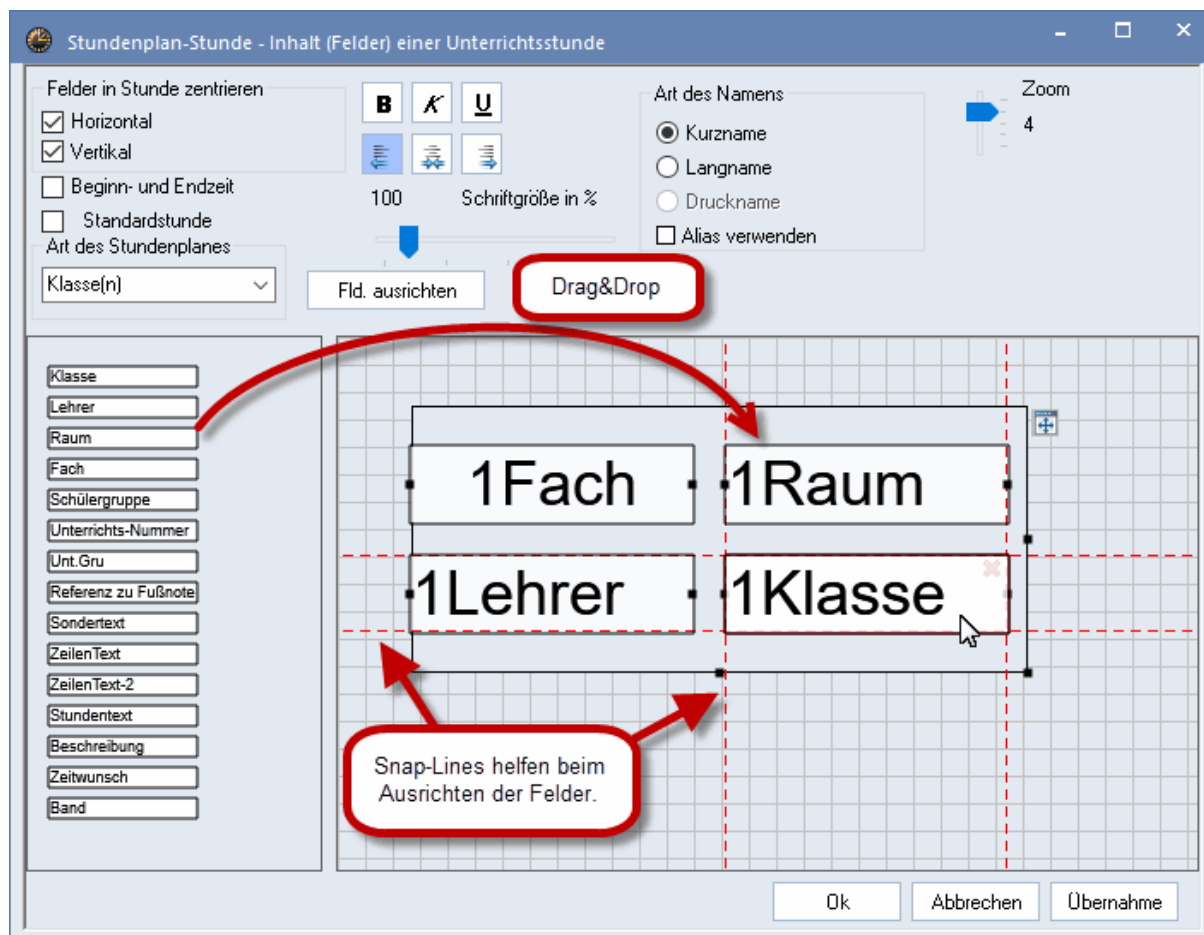 Stundenplan-Stunde - Inhalt (Felder) einer Unterrichtsstunde
Felder in Stunde zentrieren
Horizontal
Vertikal
Beginn- und Endzeit
Standardstunde
Art des Stundenplanes
Klasse(n)
B K U
100 Schriftgröße in %
Fld. ausrichten
Drag&Drop
Art des Namens
Kurzname
Langname
Druckname
Alias verwenden
Zoom
4
Klasse
Lehrer
Raum
Fach
Schülergruppe
Unterrichts-Nummer
Unt.Gru
Referenz zu Fußnote
Sondertext
ZeilenText
ZeilenText-2
Stundentext
Beschreibung
Zeitwunsch
Band
1Fach 1Raum
1Lehrer 1Klasse
Snap-Lines helfen beim
Ausrichten der Felder.
Ok Abbrechen Übernahme